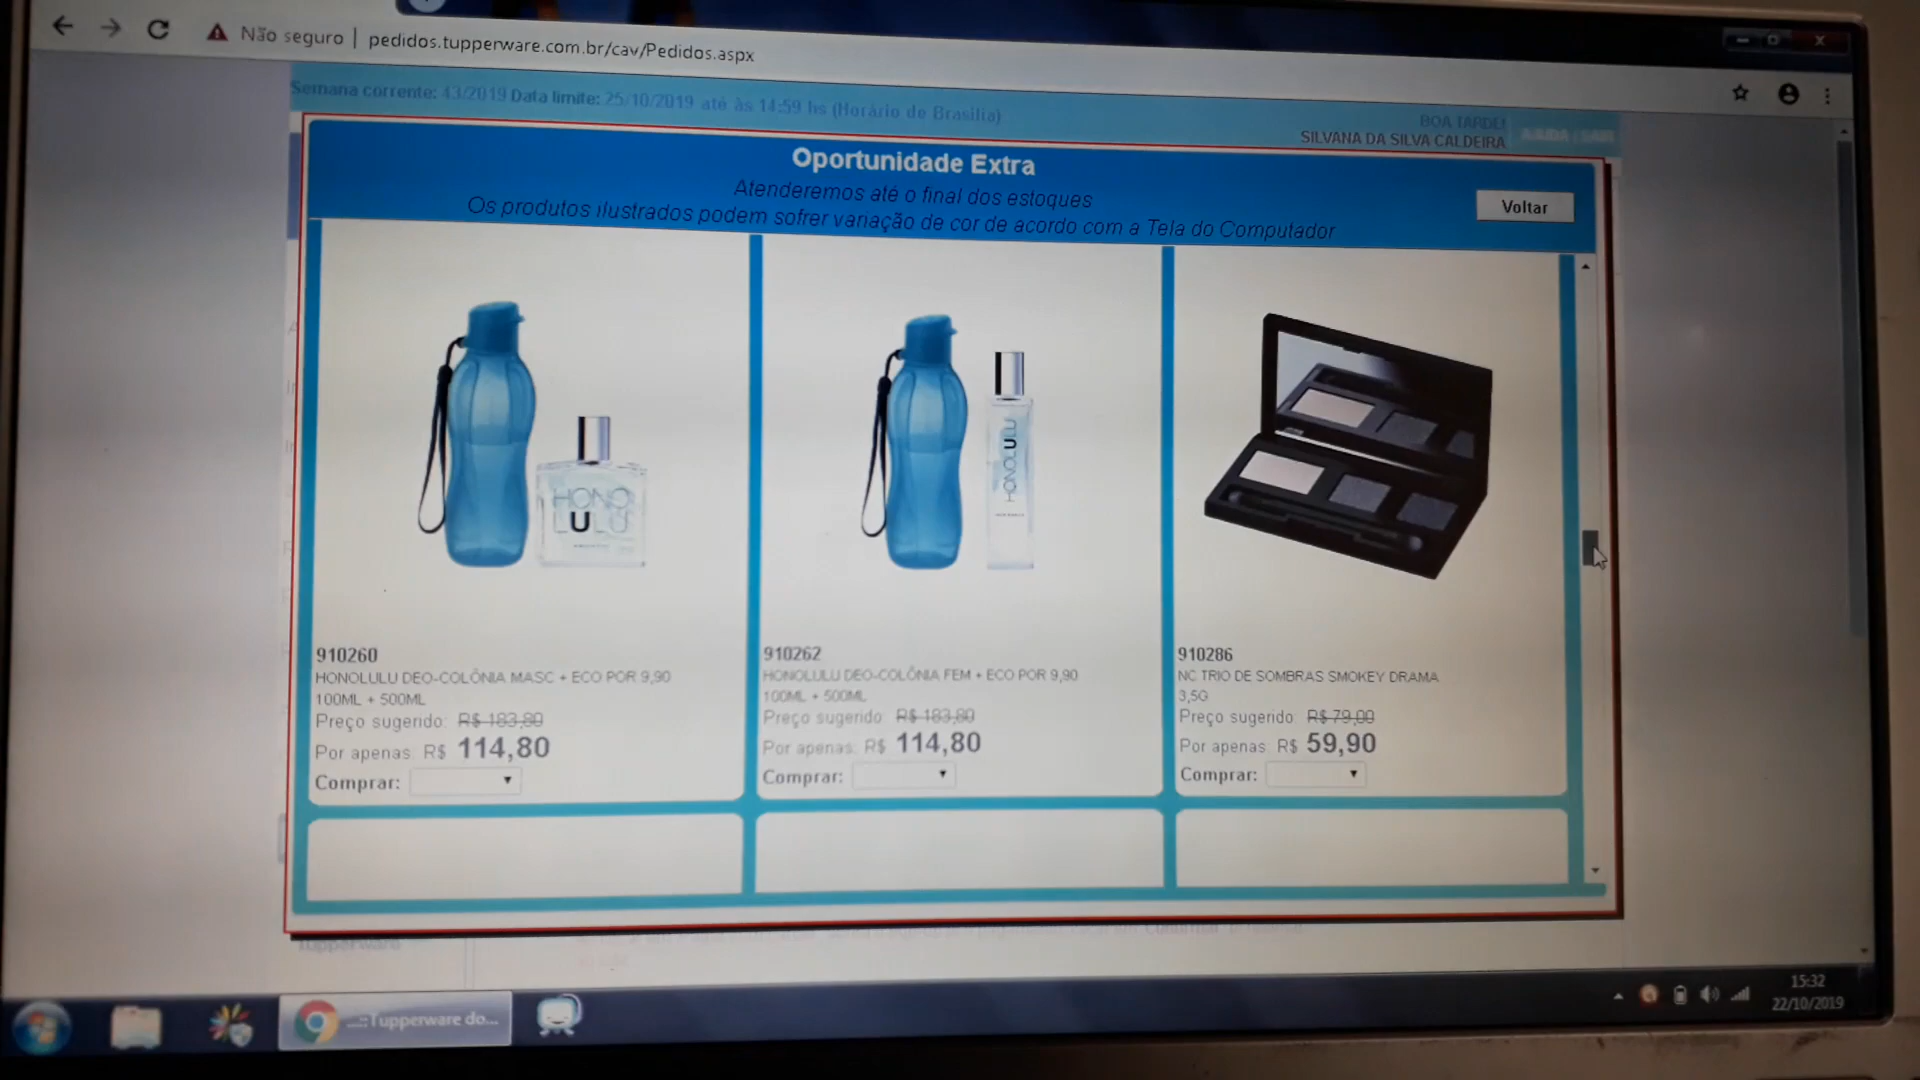 Não seguro | pedidos.tupperware.com.br/cav/Pedidos.aspx
Semana corrente: 43/2019 Data limite: 25/10/2019 até às 14:59 hs (Horário de Brasília)
BOA TARDE!
SILVANA DA SILVA CALDEIRA
Oportunidade Extra
Atenderemos até o final dos estoques
Os produtos ilustrados podem sofrer variação de cor de acordo com a Tela do Computador
Voltar
HONO
LULU
HONOLULU
910260
HONOLULU DEO-COLÔNIA MASC + ECO POR 9,90
100ML + 500ML
Preço sugerido: R$ 183,80
Por apenas: R$ 114,80
Comprar:
910262
HONOLULU DEO-COLÔNIA FEM + ECO POR 9,90
100ML + 500ML
Preço sugerido: R$ 183,80
Por apenas: R$ 114,80
Comprar:
910286
NC TRIO DE SOMBRAS SMOKEY DRAMA
3,5G
Preço sugerido: R$ 79,00
Por apenas: R$ 59,90
Comprar:
Tupperware
...::Tupperware do...
15:32
22/10/2019